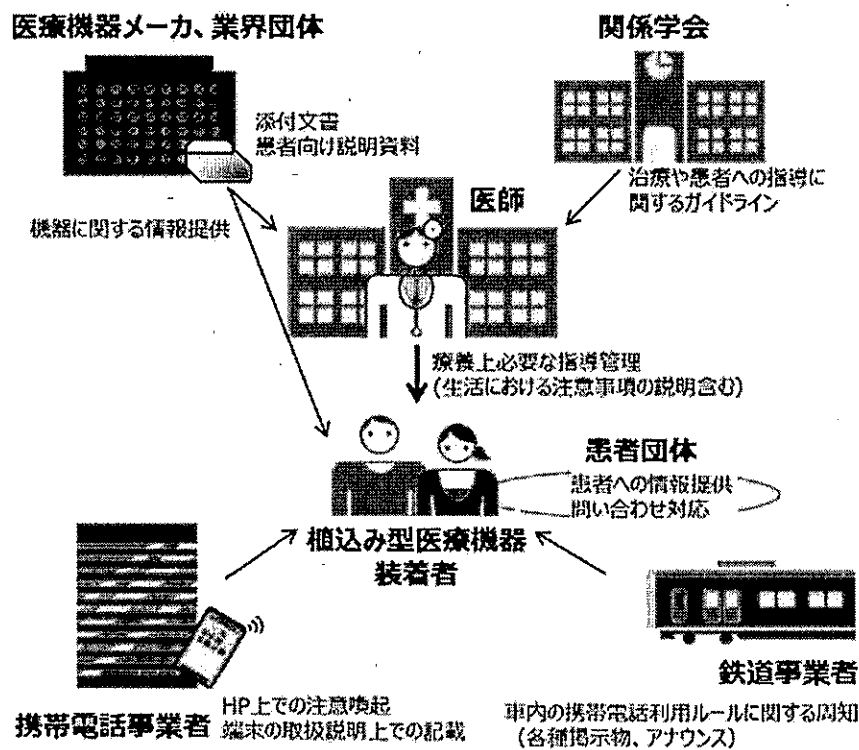 医療機器メーカ、業界団体
関係学会
添付文書
患者向け説明資料
治療や患者への指導に
関するガイドライン
医師
機器に関する情報提供
療養上必要な指導管理
(生活における注意事項の説明含む)
患者団体
患者への情報提供
問い合わせ対応
植込み型医療機器
装着者
鉄道事業者
携帯電話事業者
HP上での注意喚起
端末の取扱説明上での記載
車内の携帯電話利用ルールに関する周知
(各種掲示物、アナウンス)